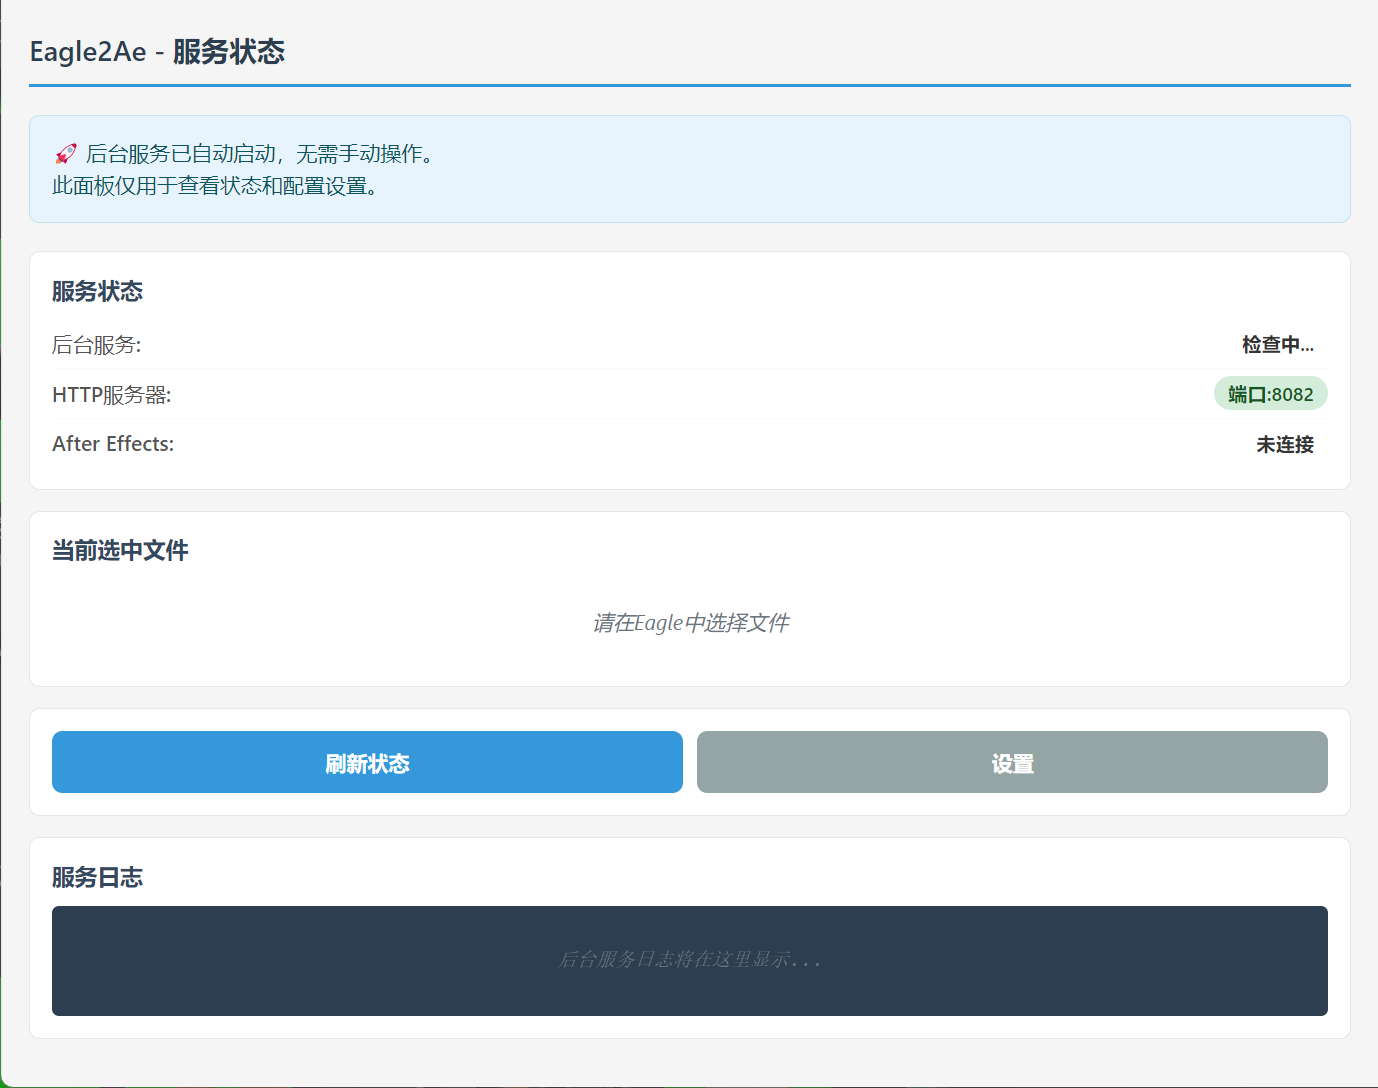 Eagle2Ae - 服务状态
🚀 后台服务已自动启动，无需手动操作。
此面板仅用于查看状态和配置设置。
服务状态
后台服务: 检查中...
HTTP服务器: 端口:8082
After Effects: 未连接
当前选中文件
请在Eagle中选择文件
刷新状态 设置
服务日志
后台服务日志将在这里显示...